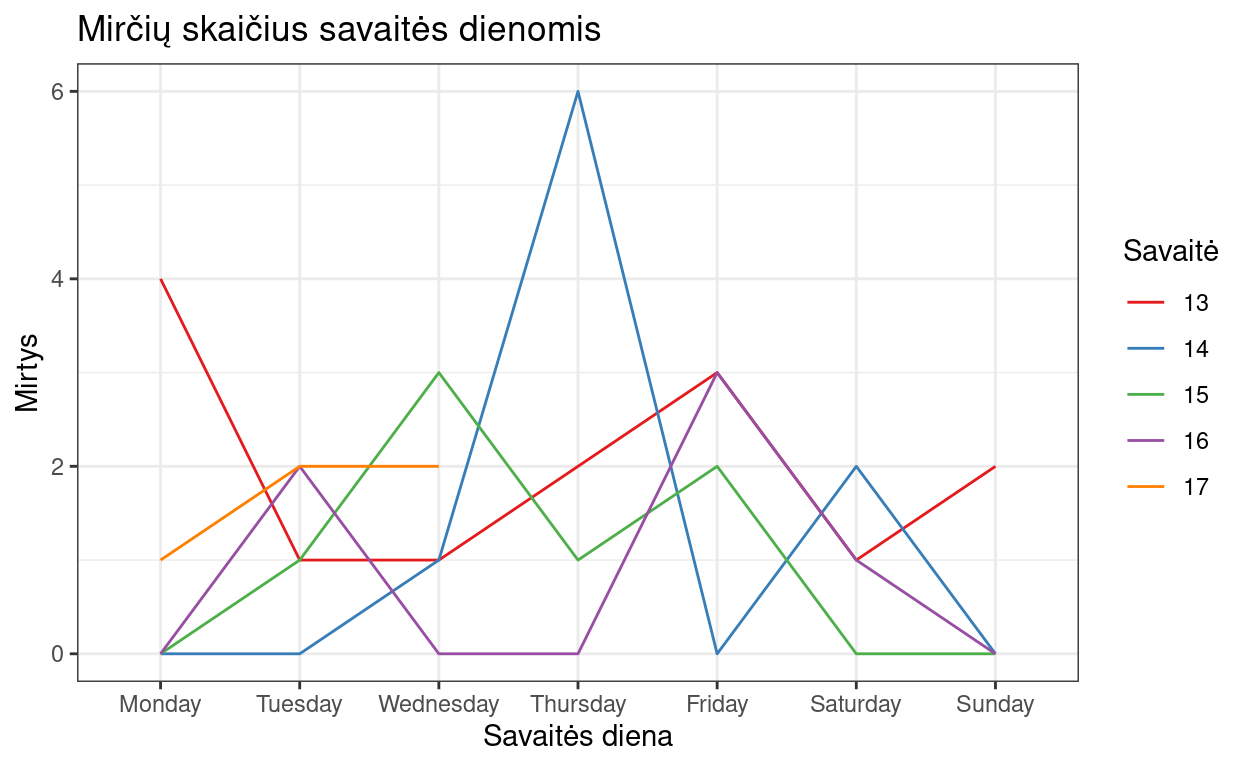 Mirčių skaičius savaitės dienomis
6
4
2
0
Mirtys
Monday Tuesday Wednesday Thursday Friday Saturday Sunday
Savaitės diena
Savaitė
13
14
15
16
17